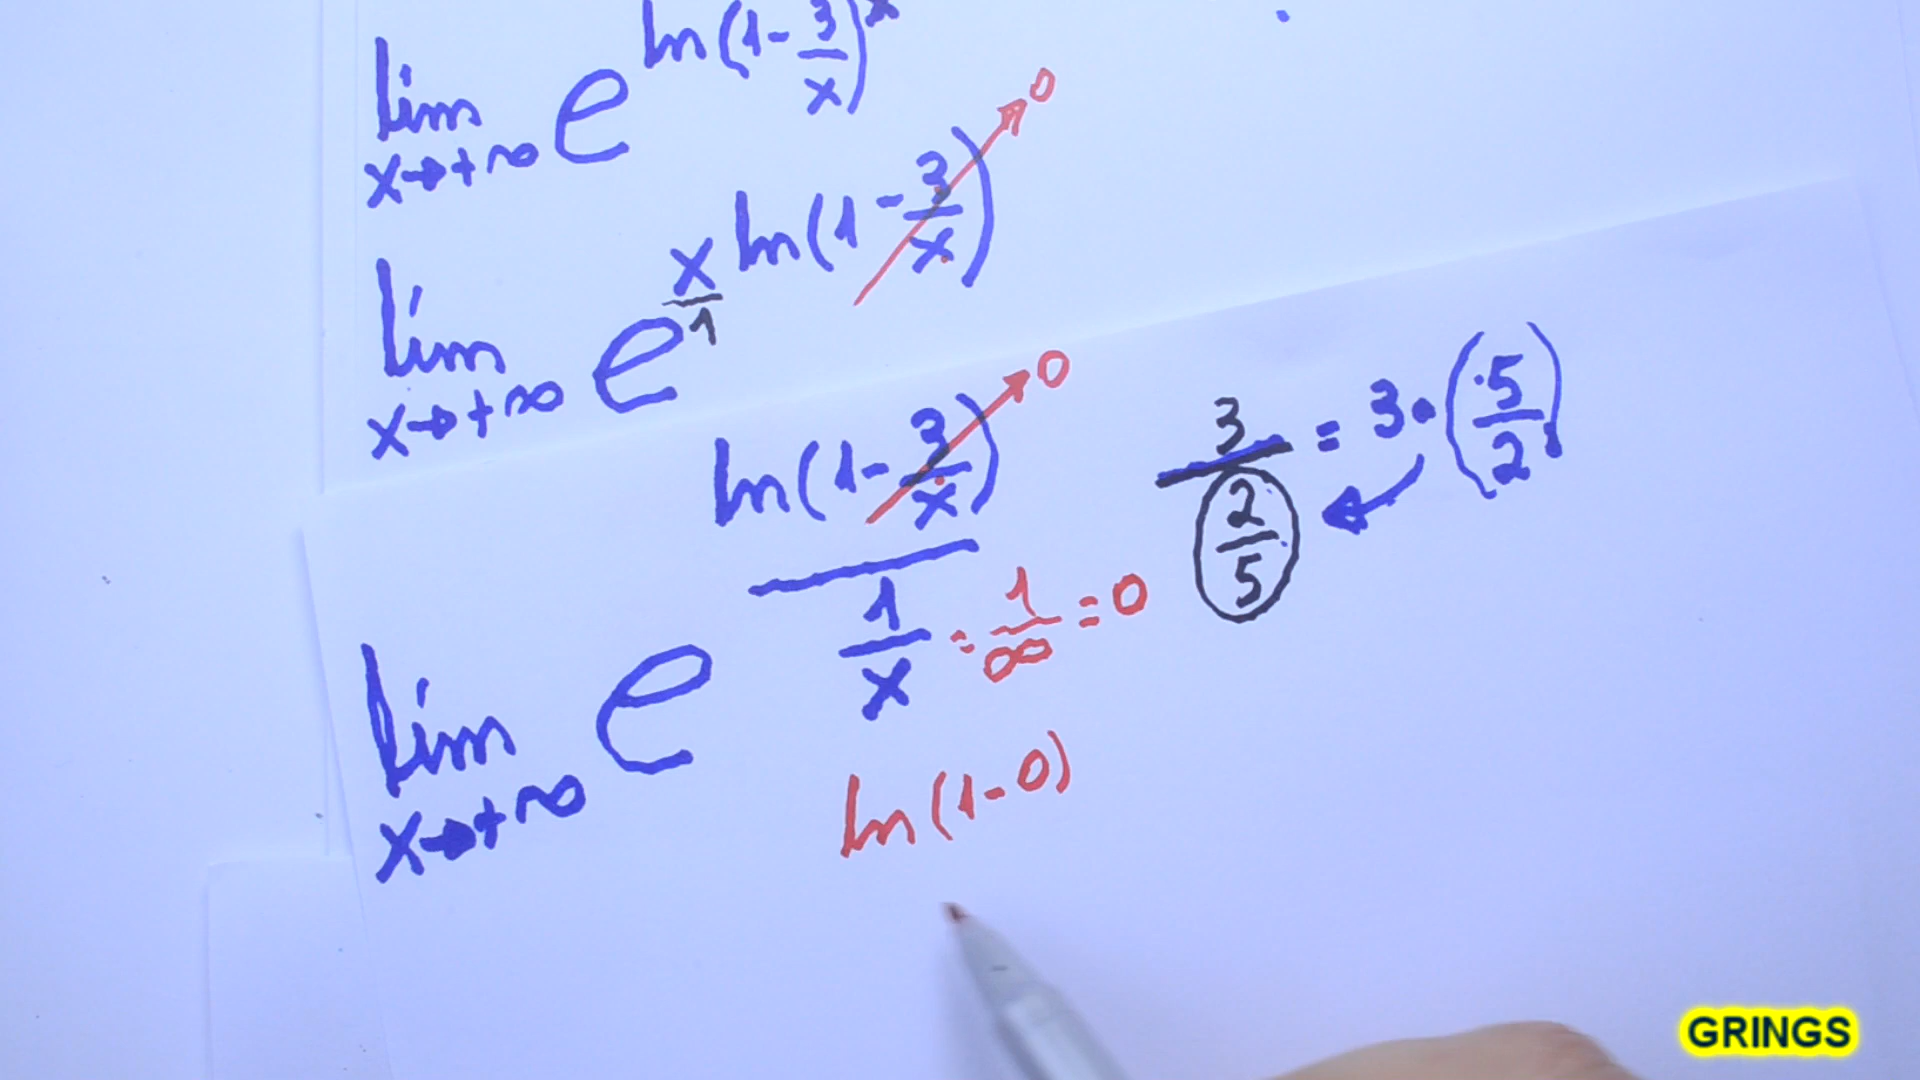 lim x→+∞ e^ln(1-3/x)^x
lim x→+∞ e^x/1 ln(1-3/x) 0
lim x→+∞ e^ln(1-3/x)/(1/x) 0
= 1/∞ = 0
3/(2/5) = 3•(5/2)
ln(1-0)
GRINGS